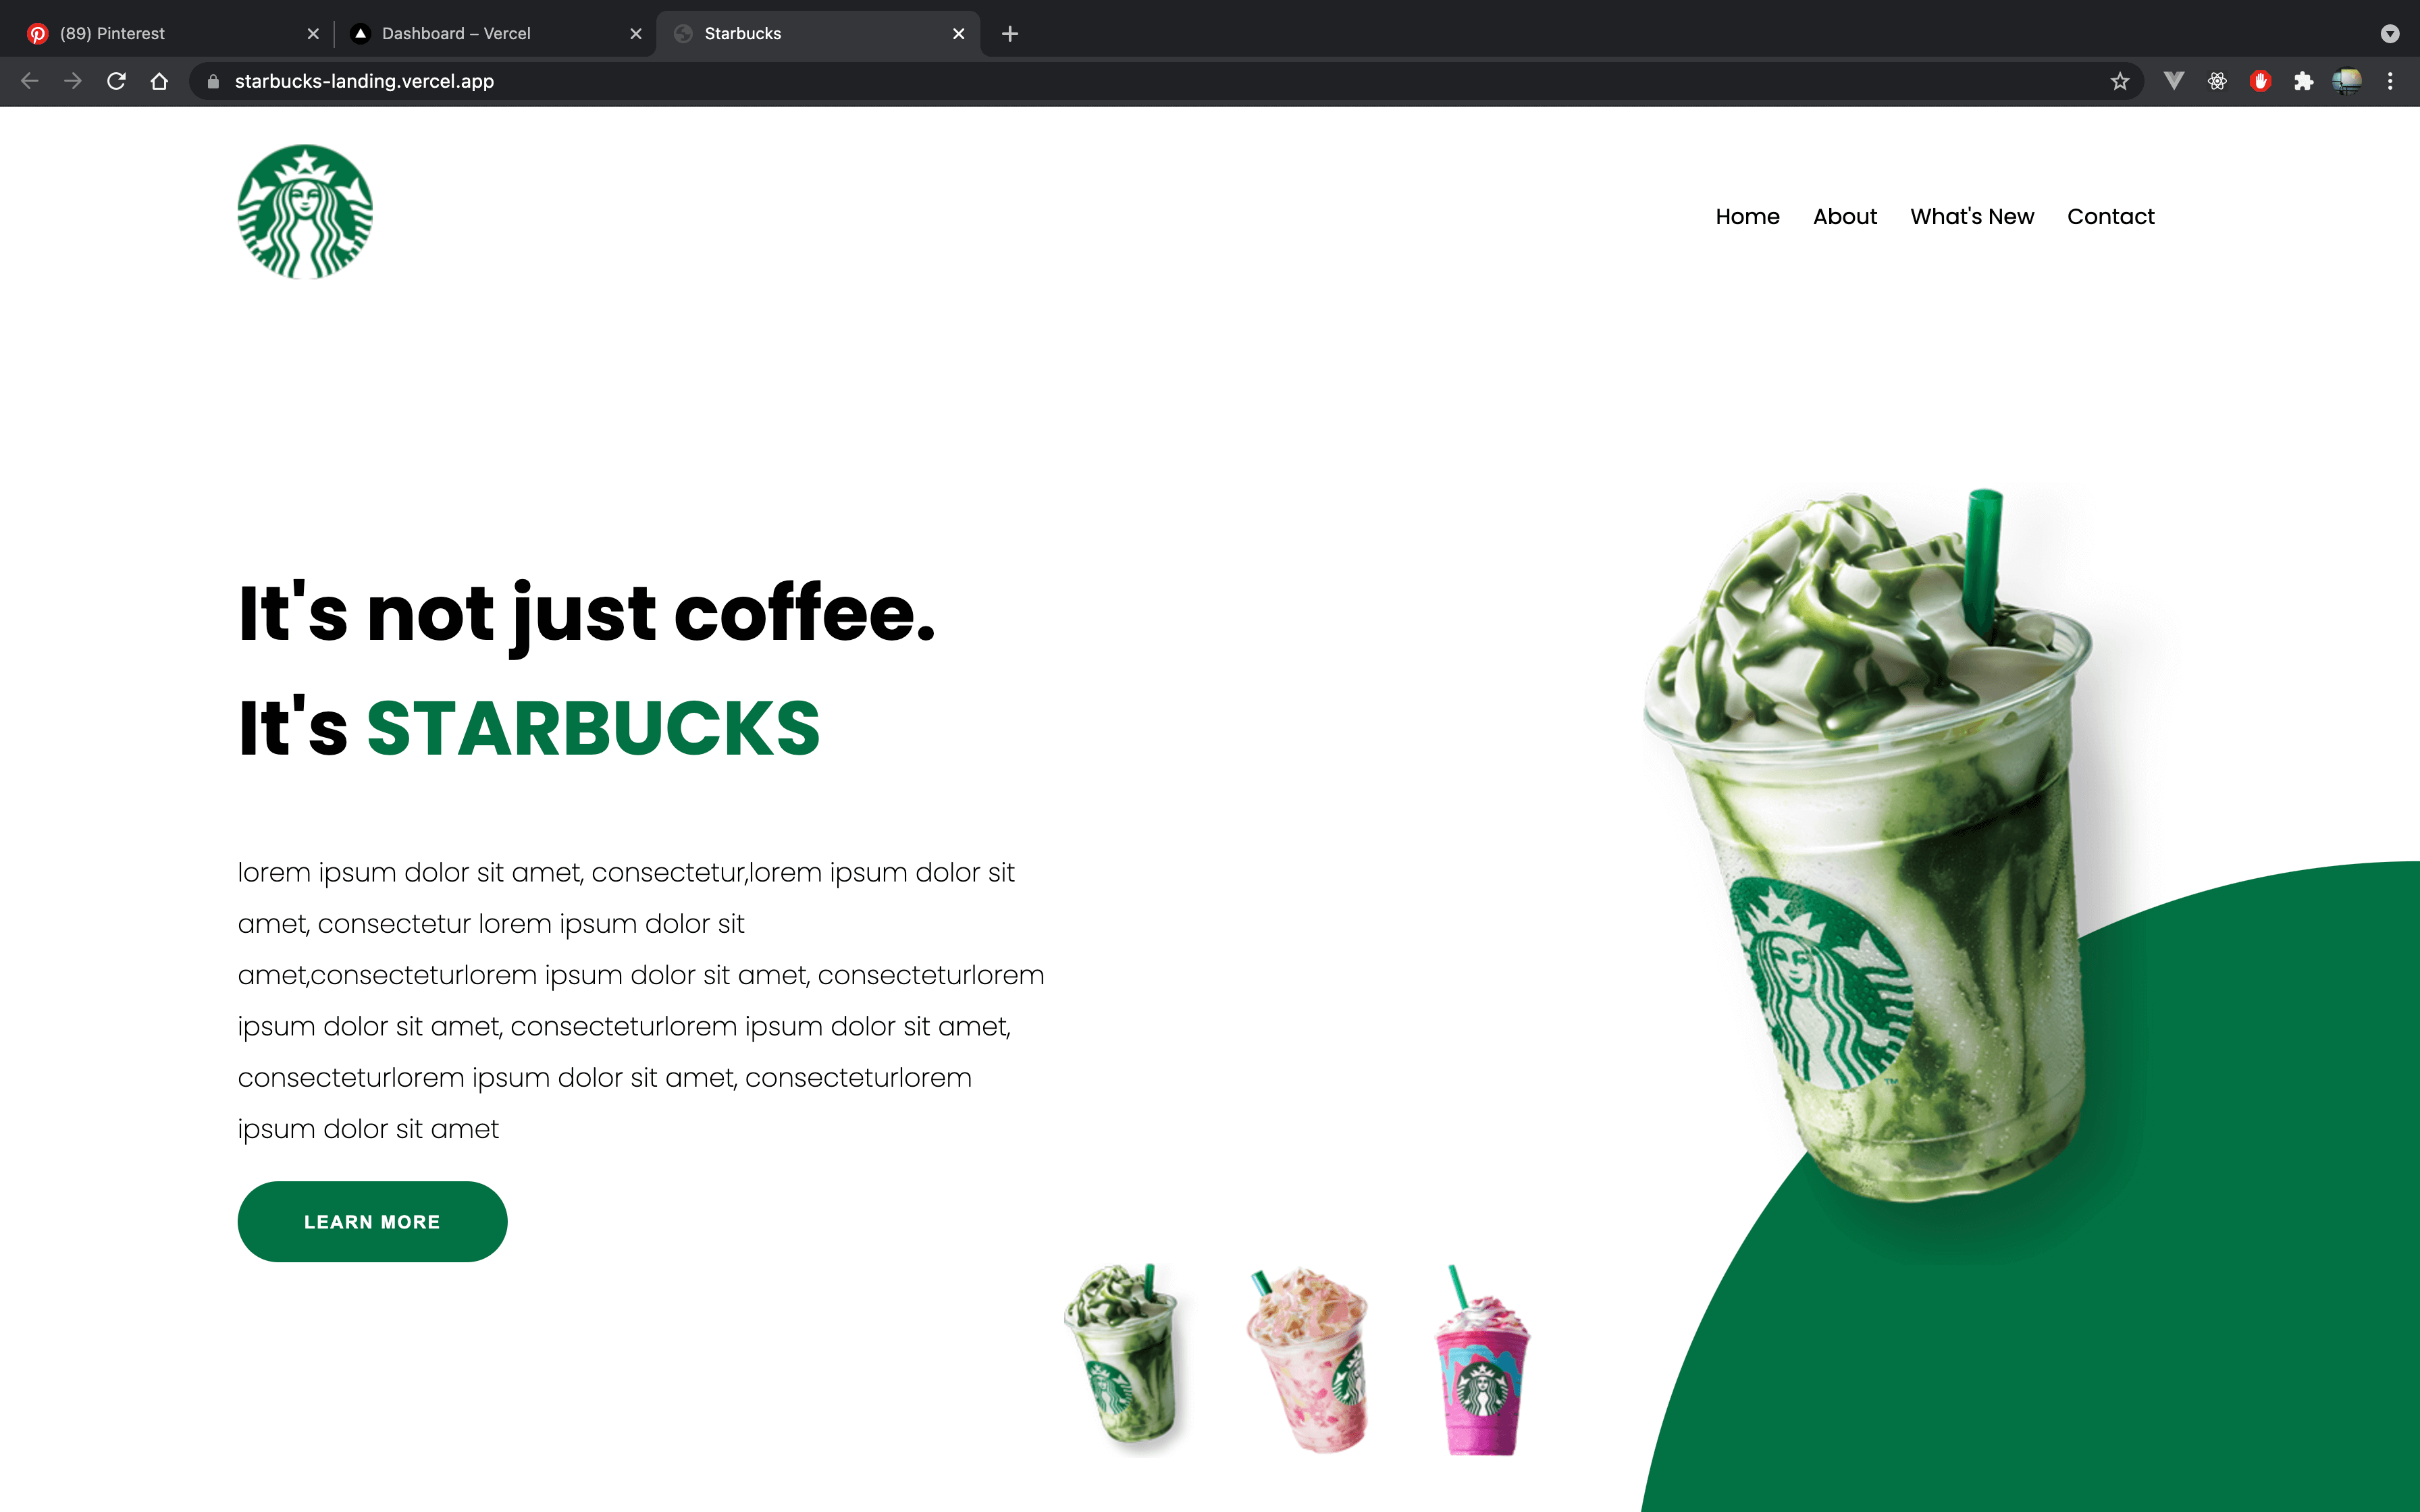 (89) Pinterest
Dashboard – Vercel
Starbucks
starbucks-landing.vercel.app
Home About What's New Contact
It's not just coffee.
It's STARBUCKS
lorem ipsum dolor sit amet, consectetur,lorem ipsum dolor sit
amet, consectetur lorem ipsum dolor sit
amet,consecteturlorem ipsum dolor sit amet, consecteturlorem
ipsum dolor sit amet, consecteturlorem ipsum dolor sit amet,
consecteturlorem ipsum dolor sit amet, consecteturlorem
ipsum dolor sit amet
LEARN MORE
TM